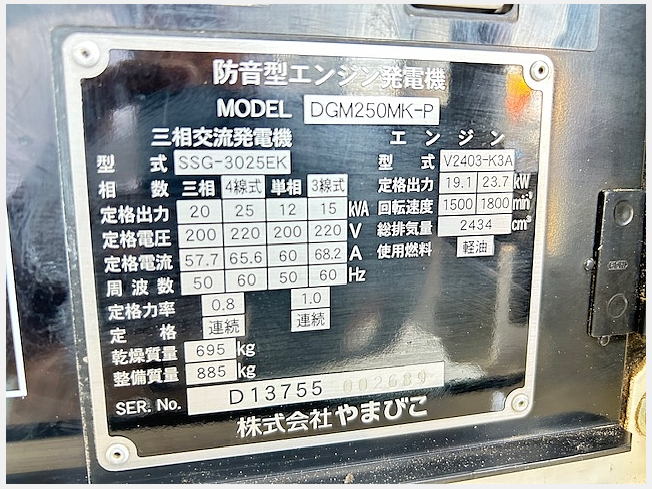 防音型エンジン発電機
MODEL DGM250MK-P
三相交流発電機
型式 SSG-3025EK
相数 三相 4線式 単相 3線式
定格出力 20 25 12 15 kVA
定格電圧 200 220 200 220 V
定格電流 57.7 65.6 60 68.2 A
周波数 50 60 50 60 Hz
定格力率 0.8 1.0
定格 連続 連続
乾燥質量 695 kg
整備質量 885 kg
エンジン
型式 V2403-K3A
定格出力 19.1 23.7 kW
回転速度 1500 1800 min⁻¹
総排気量 2434 cm³
使用燃料 軽油
SER. No. D13755 002689
株式会社やまびこ